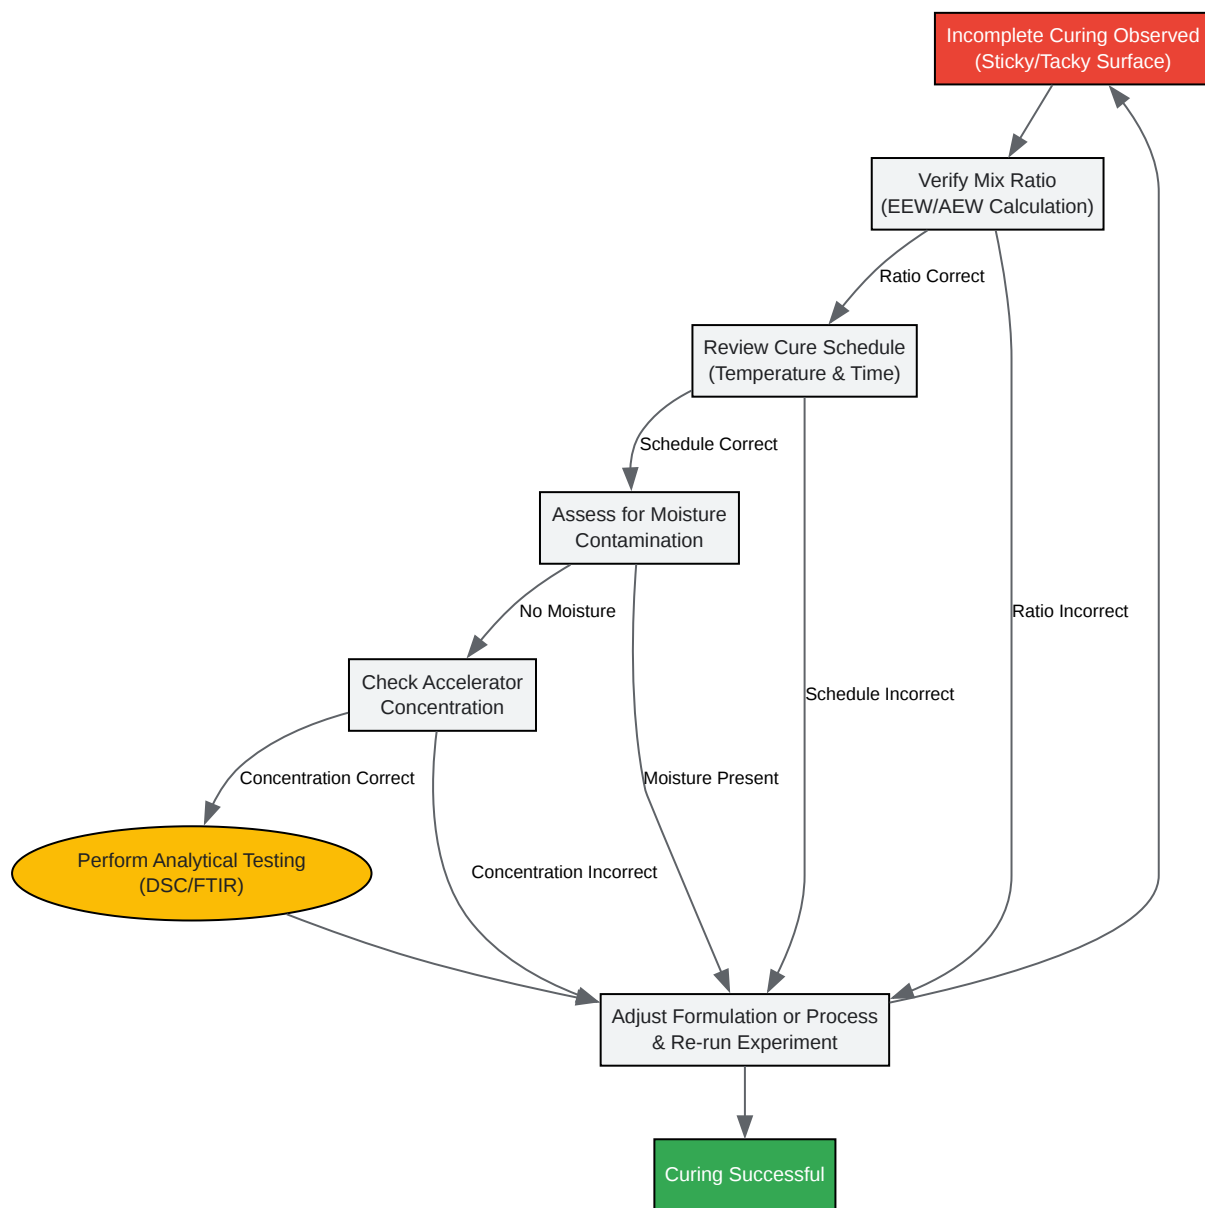 Incomplete Curing Observed
(Sticky/Tacky Surface)
Verify Mix Ratio
(EEW/AEW Calculation)
Ratio Correct
Review Cure Schedule
(Temperature & Time)
Schedule Correct
Assess for Moisture
Contamination
No Moisture
Ratio Incorrect
Check Accelerator
Concentration
Schedule Incorrect
Concentration Correct
Moisture Present
Perform Analytical Testing
(DSC/FTIR)
Concentration Incorrect
Adjust Formulation or Process
& Re-run Experiment
Curing Successful